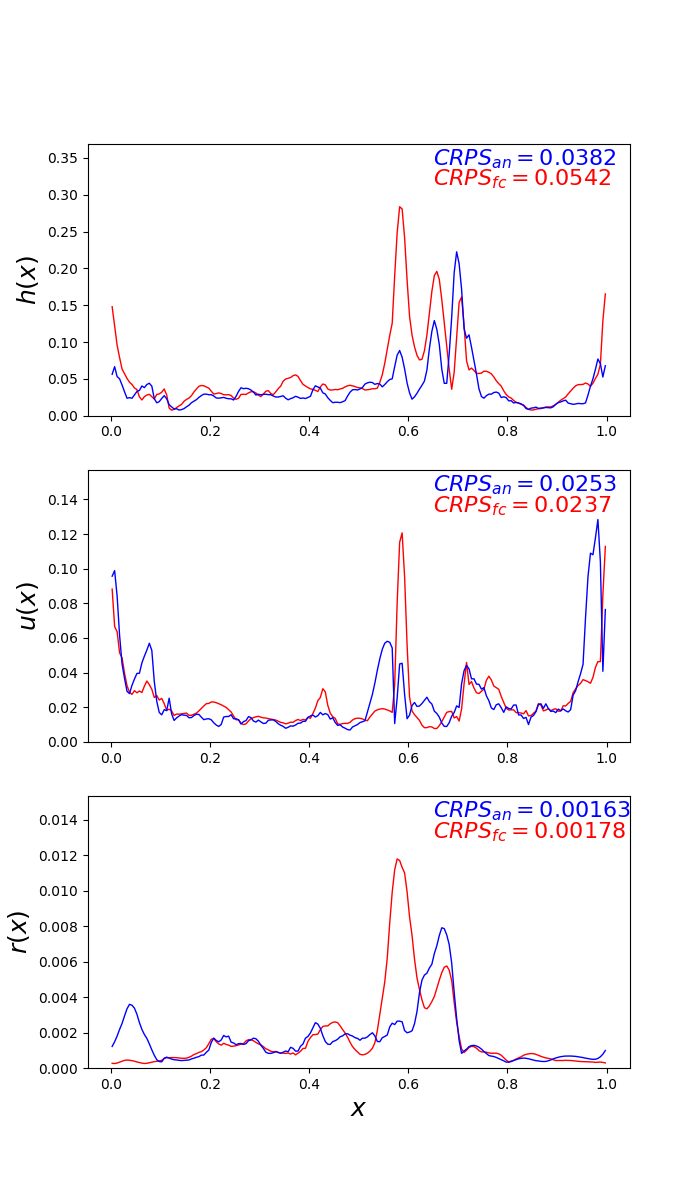 CRPS_an = 0.0382
CRPS_fc = 0.0542
0.35
0.30
0.25
0.20
0.15
0.10
0.05
0.00
h(x)
0.0 0.2 0.4 0.6 0.8 1.0
CRPS_an = 0.0253
CRPS_fc = 0.0237
0.14
0.12
0.10
0.08
0.06
0.04
0.02
0.00
u(x)
0.0 0.2 0.4 0.6 0.8 1.0
CRPS_an = 0.00163
CRPS_fc = 0.00178
0.014
0.012
0.010
0.008
0.006
0.004
0.002
0.000
r(x)
0.0 0.2 0.4 0.6 0.8 1.0
x